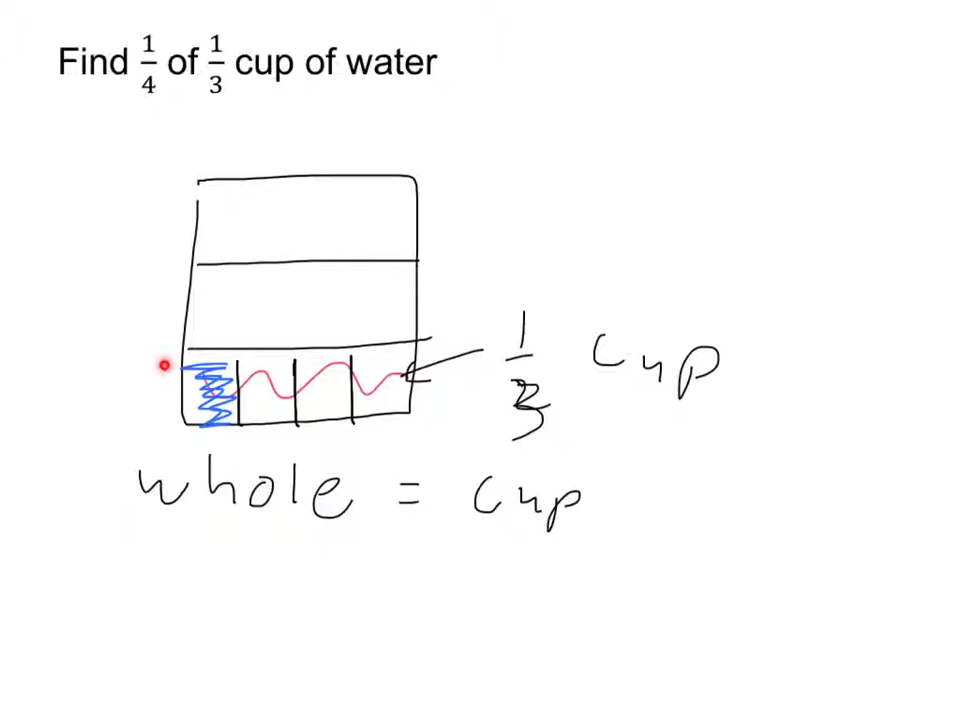 Find 1/4 of 1/3 cup of water
1/3 cup
whole = cup